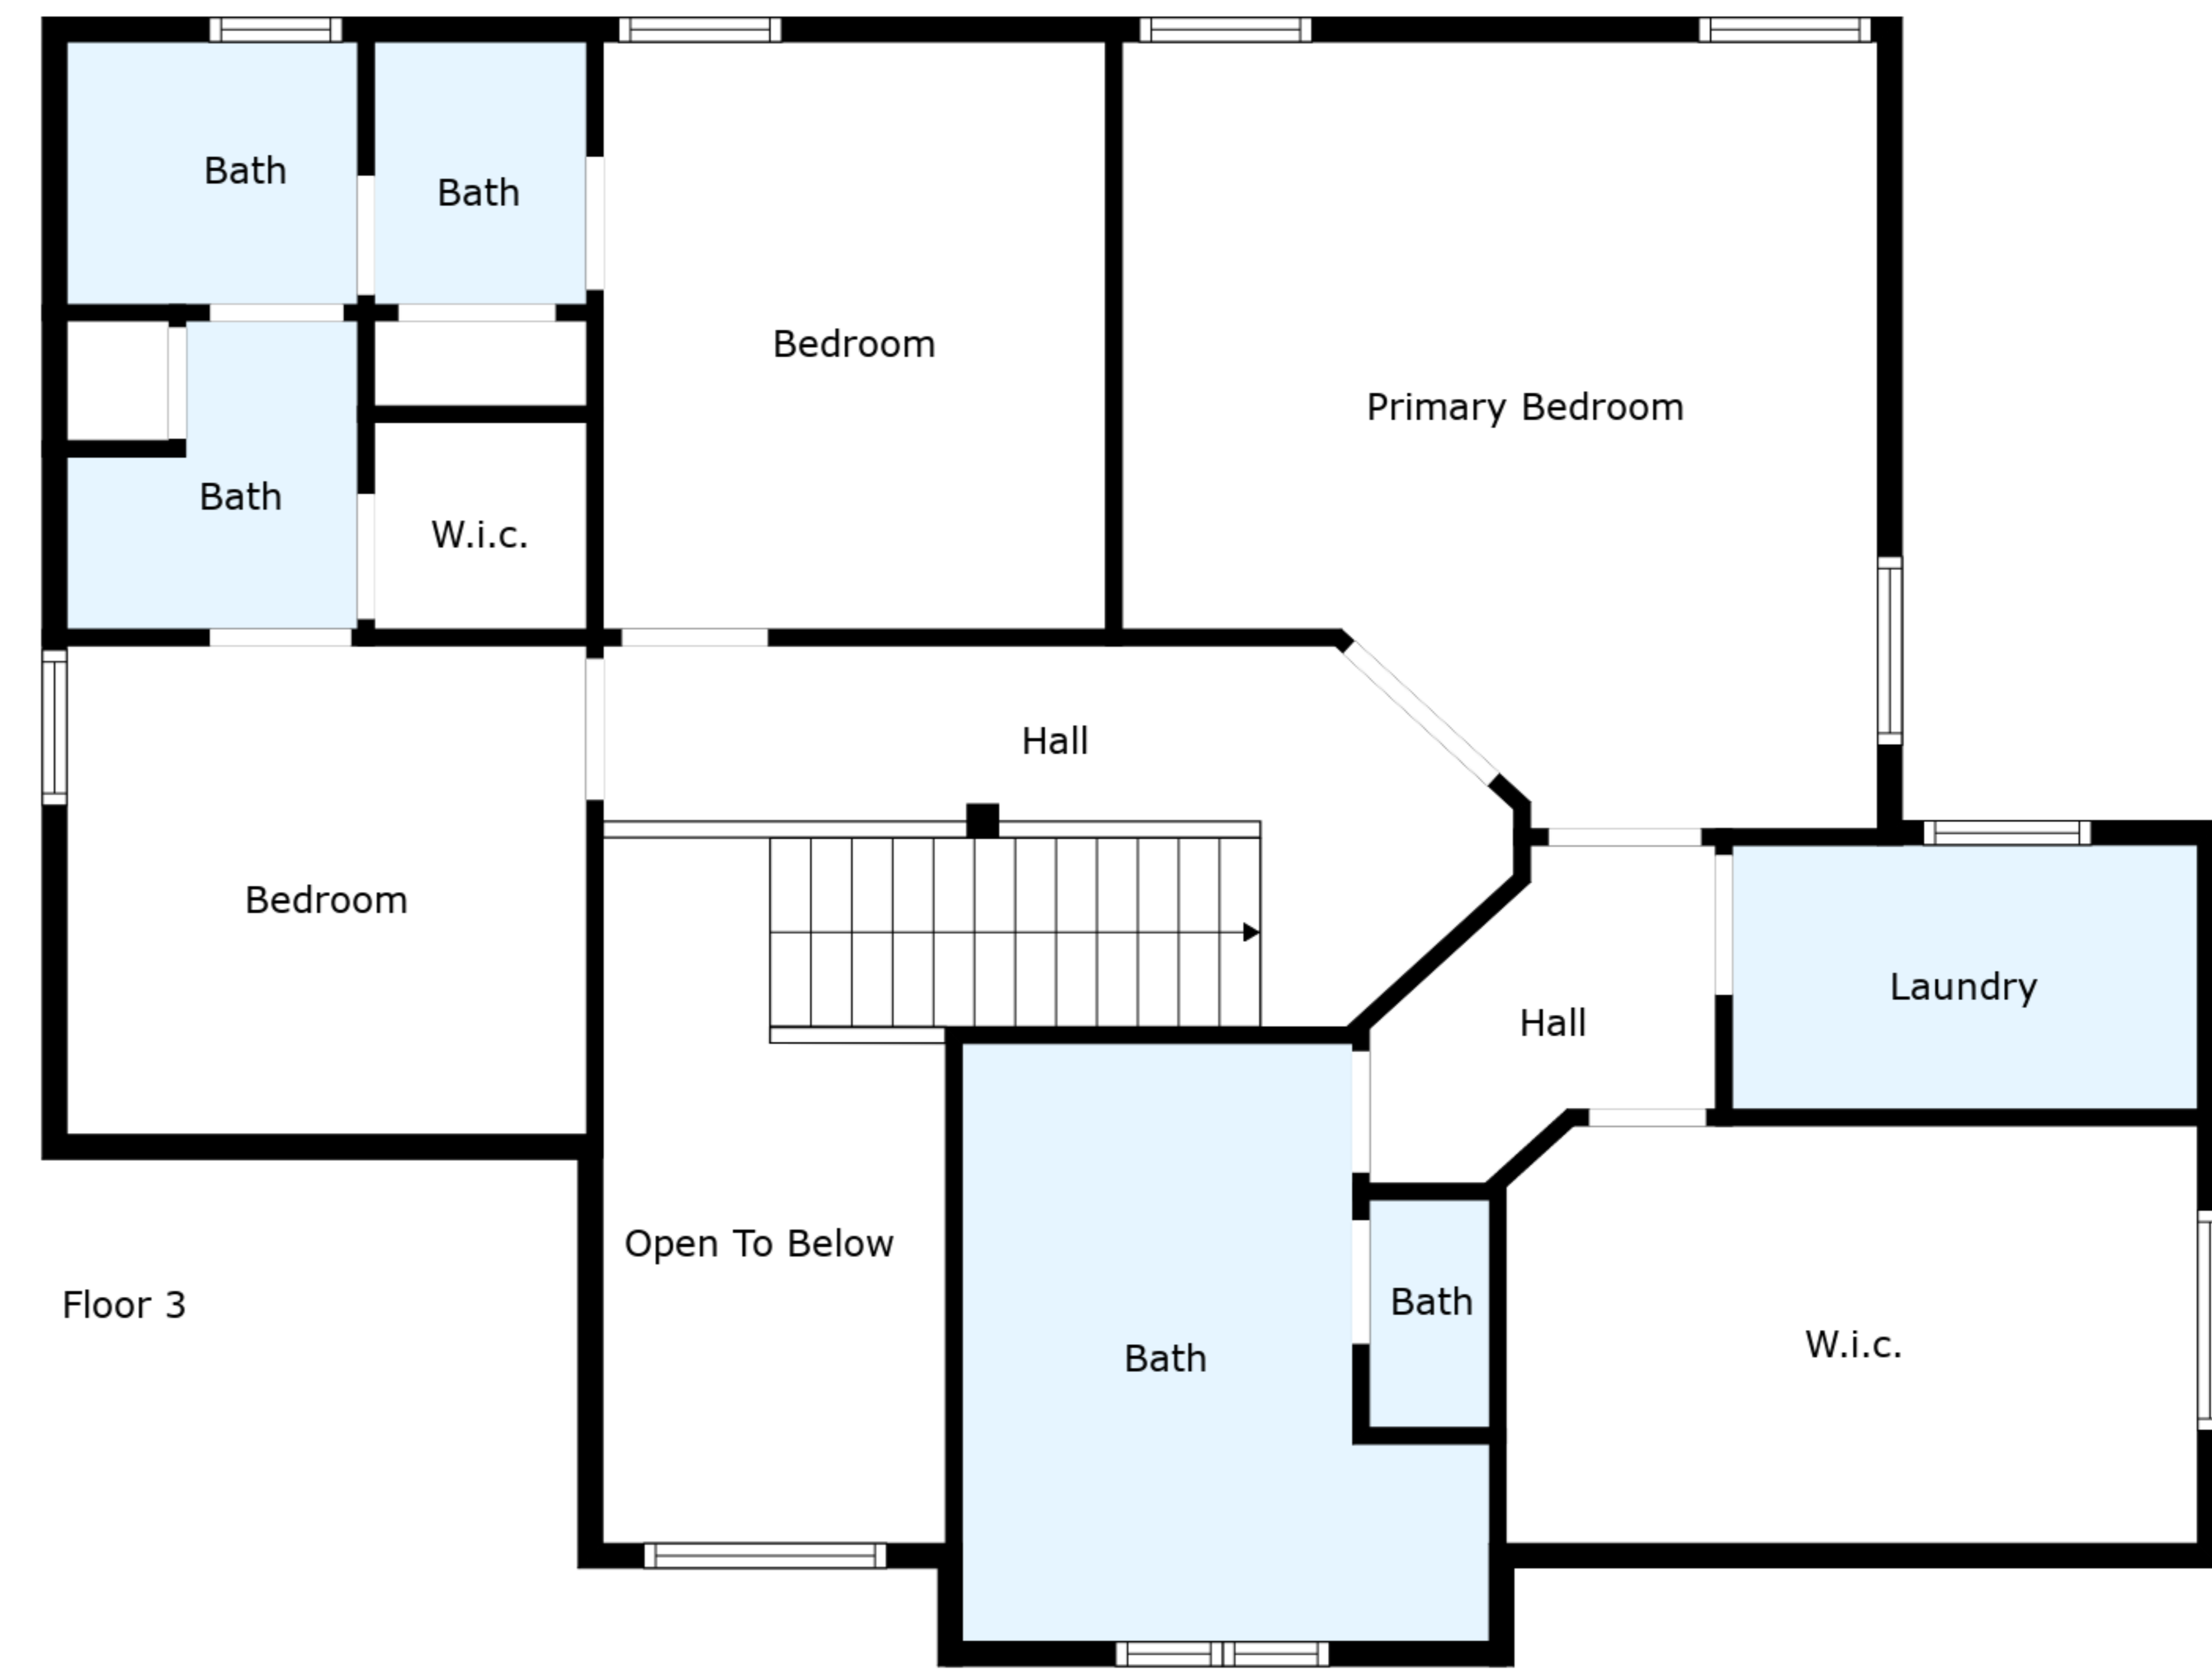 Bath
Bath
Bedroom
Primary Bedroom
Bath
W.i.c.
Hall
Bedroom
Laundry
Hall
Open To Below
Floor 3
Bath
Bath
W.i.c.